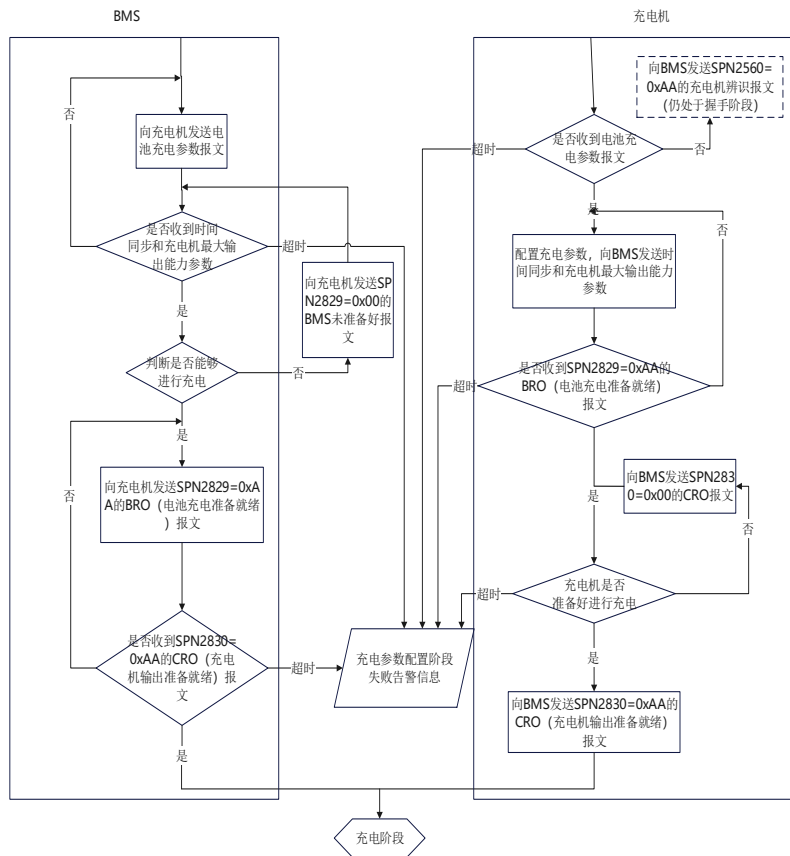 BMS
否
向充电机发送电
池充电参数报文
是否收到时间
同步和充电机最大输
出能力参数
超时
向充电机发送SP
N2829=0x00的
BMS未准备好报
文
是
判断是否能够
进行充电
否
是
否
向充电机发送SPN2829=0xA
A的BRO（电池充电准备就绪
）报文
是否收到SPN2830=
0xAA的CRO（充电
机输出准备就绪）报
文
超时
是
充电参数配置阶段
失败告警信息
充电机
向BMS发送SPN2560=
0xAA的充电机辨识报文
(仍处于握手阶段)
是否收到电池充
电参数报文
超时
否
是
否
配置充电参数，向BMS发送时
间同步和充电机最大输出能力
参数
是否收到SPN2829=0xAA的
BRO（电池充电准备就绪）
报文
超时
向BMS发送SPN283
0=0x00的CRO报文
是
否
充电机是否
准备好进行充电
超时
是
向BMS发送SPN2830=0xAA的
CRO（充电机输出准备就绪）
报文
充电阶段